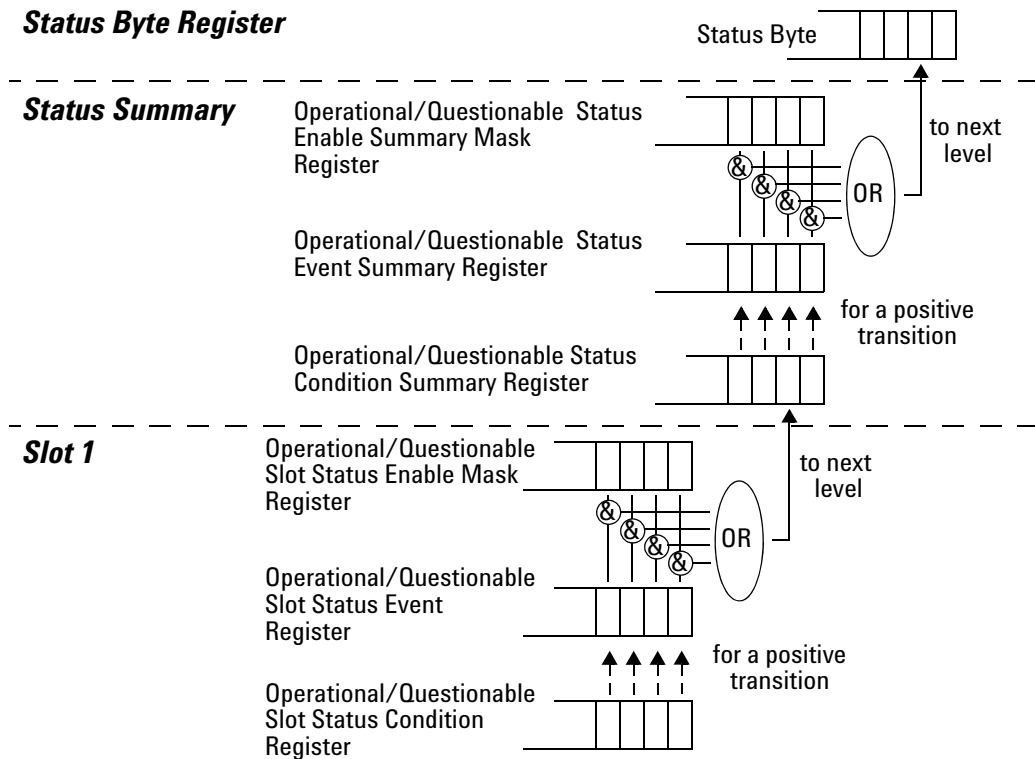 Status Byte Register
Status Byte
Status Summary
Operational/Questionable Status
Enable Summary Mask
Register
&
&
&
&
OR
to next
level
Operational/Questionable Status
Event Summary Register
for a positive
transition
Operational/Questionable Status
Condition Summary Register
Slot 1
Operational/Questionable
Slot Status Enable Mask
Register
to next
level
&
&
&
&
OR
Operational/Questionable
Slot Status Event
Register
for a positive
transition
Operational/Questionable
Slot Status Condition
Register